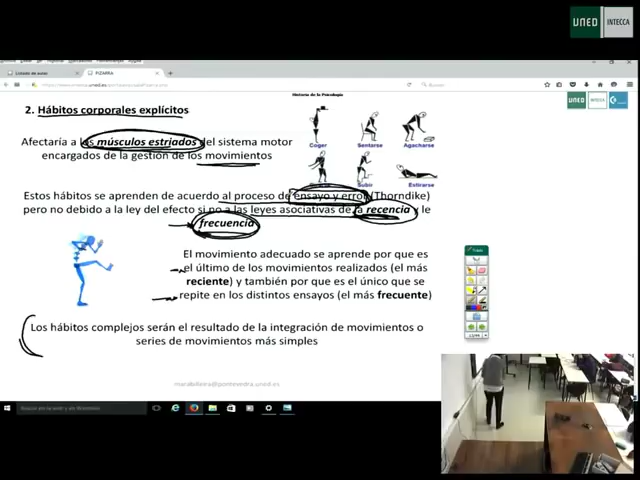 UNED
INTECCA
PIZARRA
Historia de la Psicología
UNED
INTECCA
2. Hábitos corporales explícitos
Afectaría a los músculos estriados del sistema motor
encargados de la gestión de los movimientos
Coger
Sentarse
Agacharse
Subir
Estirarse
Estos hábitos se aprenden de acuerdo al proceso de ensayo y error (Thorndike)
pero no debido a la ley del efecto si no a las leyes asociativas de la recencia y le
frecuencia
El movimiento adecuado se aprende por que es
el último de los movimientos realizados (el más
reciente) y también por que es el único que se
repite en los distintos ensayos (el más frecuente)
Los hábitos complejos serán el resultado de la integración de movimientos o
series de movimientos más simples